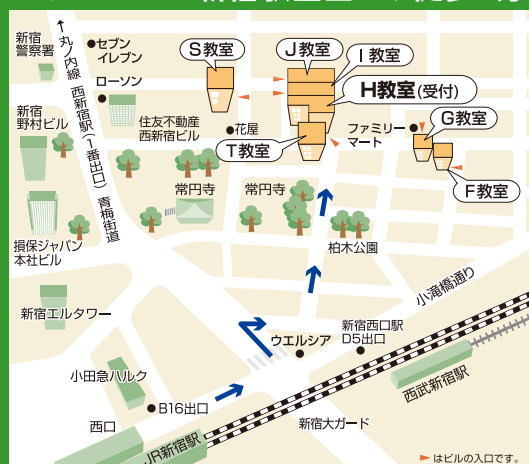 新宿
警察署
←丸ノ内線 西新宿駅(1番出口) 青梅街道
セブン
イレブン
ローソン
S教室
J教室
I教室
H教室(受付)
G教室
F教室
T教室
新宿
野村ビル
住友不動産
西新宿ビル
花屋
ファミリー
マート
常円寺
常円寺
柏木公園
損保ジャパン
本社ビル
新宿エルタワー
小滝橋通り
ウエルシア
新宿西口駅
D5出口
小田急ハルク
B16出口
西武新宿駅
西口
JR新宿駅
新宿大ガード
はビルの入口です。